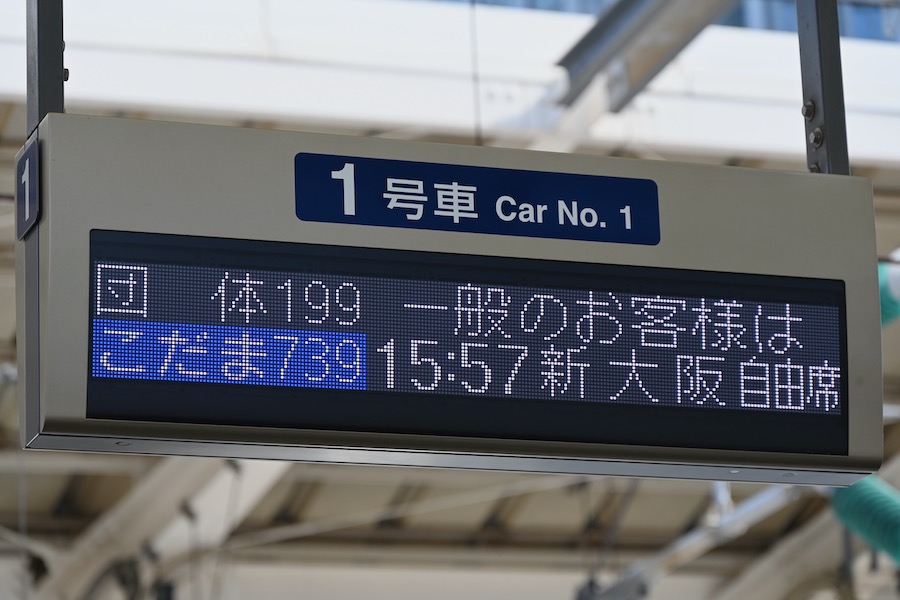 1
1 号車 Car No. 1
団 体199 一般のお客様は
こだま739 15:57 新大阪 自由席